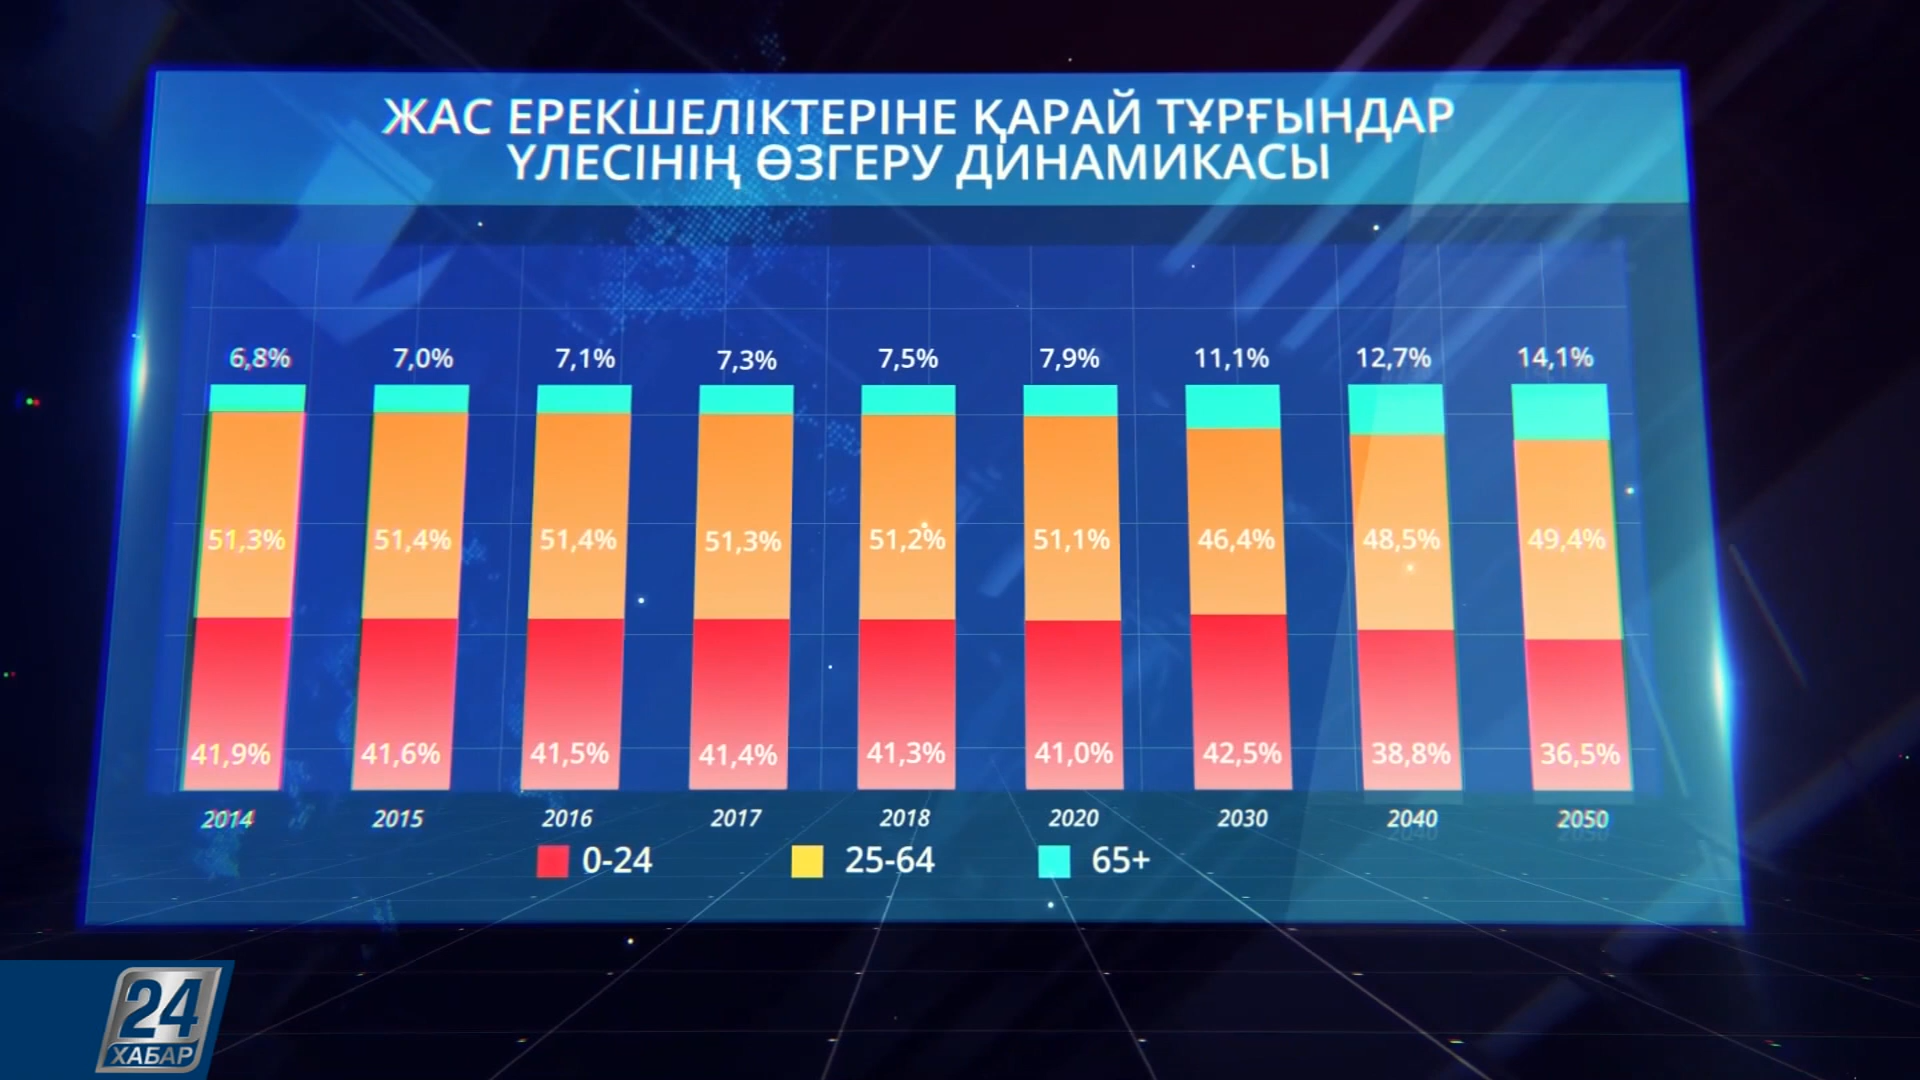 ЖАС ЕРЕКШЕЛІКТЕРІНЕ ҚАРАЙ ТҰРҒЫНДАР
ҮЛЕСІНІҢ ӨЗГЕРУ ДИНАМИКАСЫ
6,8% 7,0% 7,1% 7,3% 7,5% 7,9% 11,1% 12,7% 14,1%
51,3% 51,4% 51,4% 51,3% 51,2% 51,1% 46,4% 48,5% 49,4%
41,9% 41,6% 41,5% 41,4% 41,3% 41,0% 42,5% 38,8% 36,5%
2014 2015 2016 2017 2018 2020 2030 2040 2050
0-24 25-64 65+
24
ХАБАР